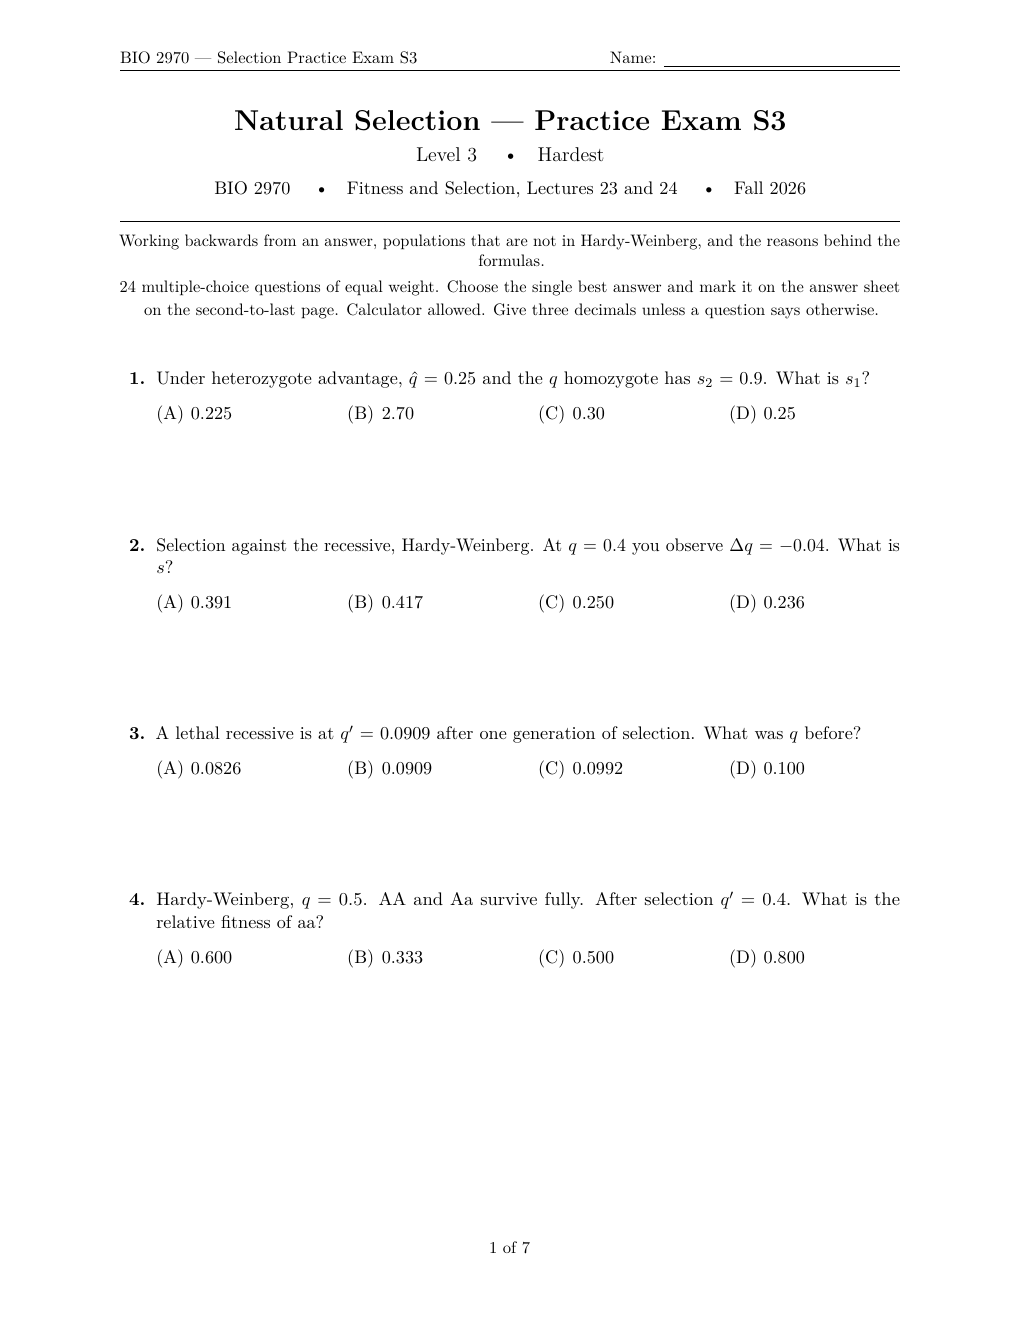 BIO 2970 — Selection Practice Exam S3 Name:
Natural Selection — Practice Exam S3
Level 3 • Hardest
BIO 2970 • Fitness and Selection, Lectures 23 and 24 • Fall 2026
Working backwards from an answer, populations that are not in Hardy-Weinberg, and the reasons behind the
formulas.
24 multiple-choice questions of equal weight. Choose the single best answer and mark it on the answer sheet
on the second-to-last page. Calculator allowed. Give three decimals unless a question says otherwise.
1. Under heterozygote advantage, q̂ = 0.25 and the q homozygote has s₂ = 0.9. What is s₁?
(A) 0.225 (B) 2.70 (C) 0.30 (D) 0.25
2. Selection against the recessive, Hardy-Weinberg. At q = 0.4 you observe Δq = −0.04. What is
s?
(A) 0.391 (B) 0.417 (C) 0.250 (D) 0.236
3. A lethal recessive is at q′ = 0.0909 after one generation of selection. What was q before?
(A) 0.0826 (B) 0.0909 (C) 0.0992 (D) 0.100
4. Hardy-Weinberg, q = 0.5. AA and Aa survive fully. After selection q′ = 0.4. What is the
relative fitness of aa?
(A) 0.600 (B) 0.333 (C) 0.500 (D) 0.800
1 of 7